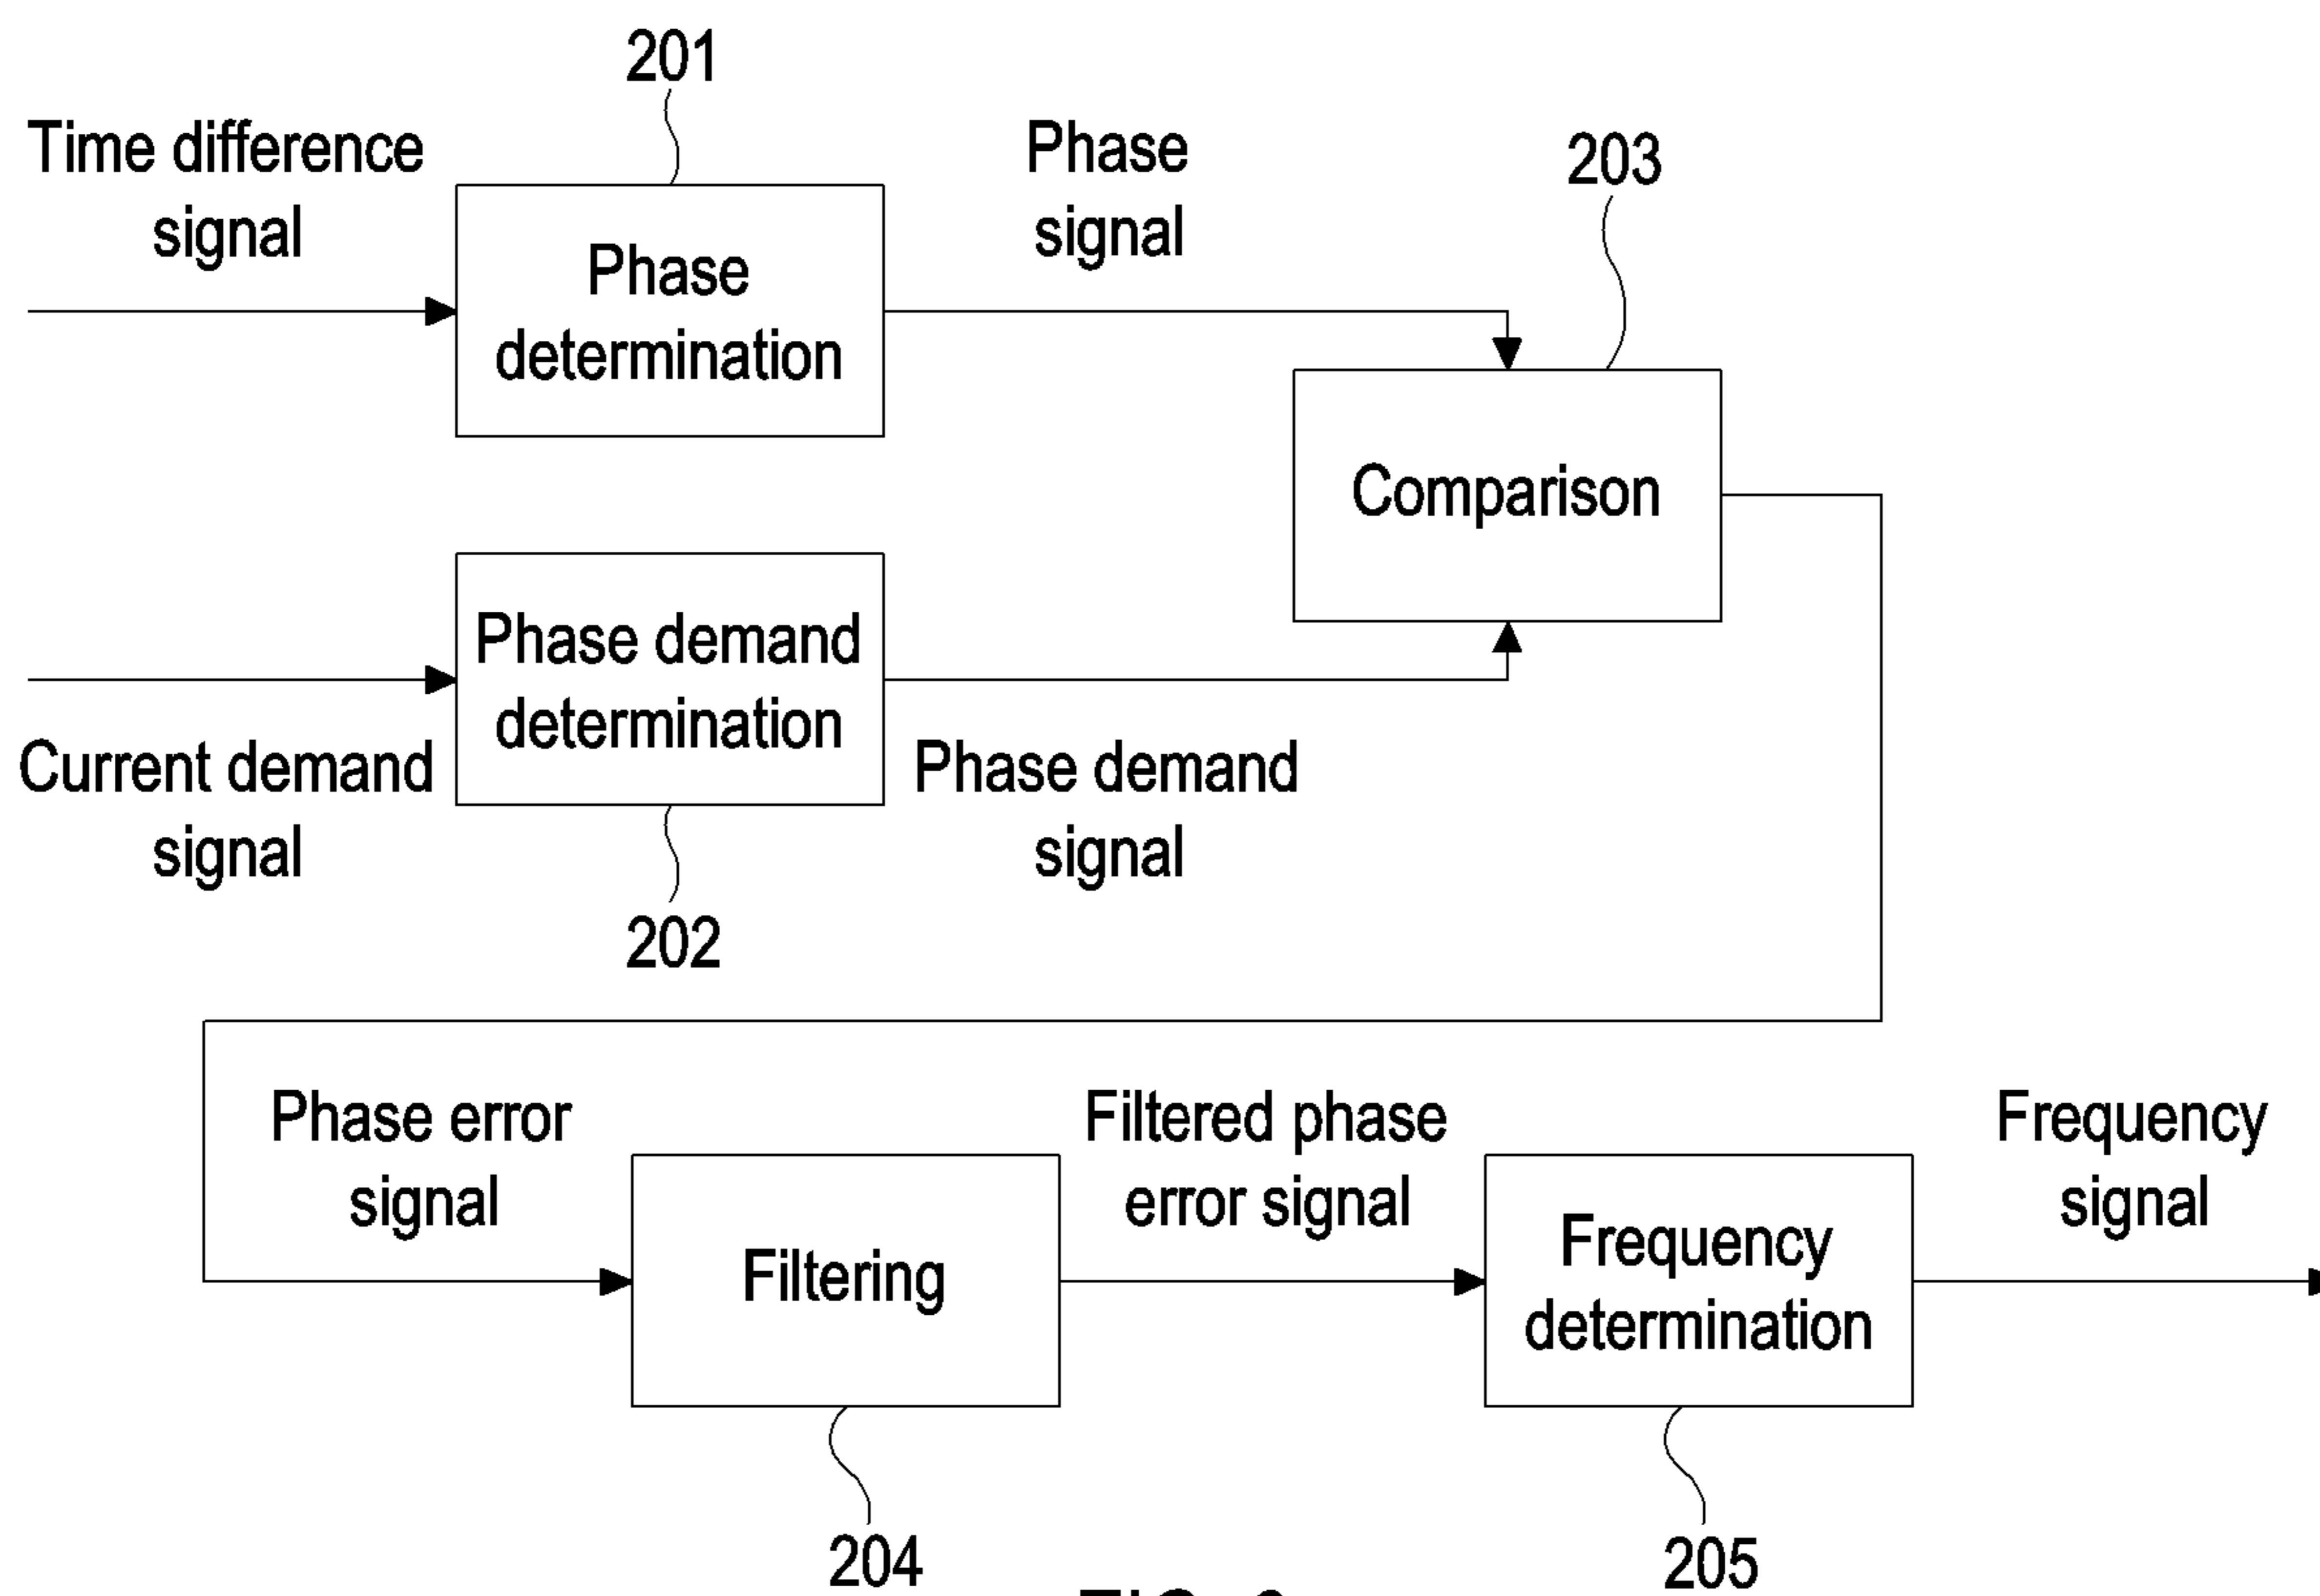 201
Time difference
signal
Phase
signal
203
Phase
determination
Comparison
Phase demand
determination
Current demand
signal
Phase demand
signal
202
Phase error
signal
Filtered phase
error signal
Frequency
signal
Filtering
Frequency
determination
204
205